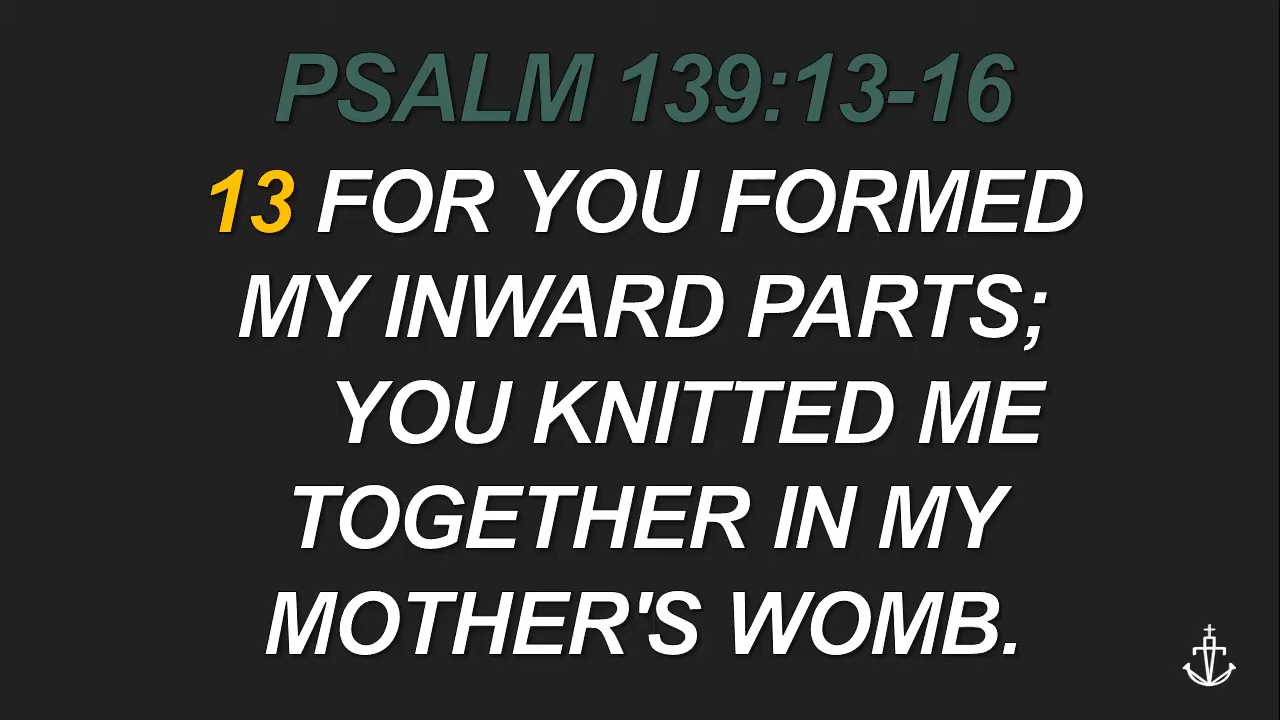 PSALM 139:13-16
13 FOR YOU FORMED
MY INWARD PARTS;
YOU KNITTED ME
TOGETHER IN MY
MOTHER'S WOMB.